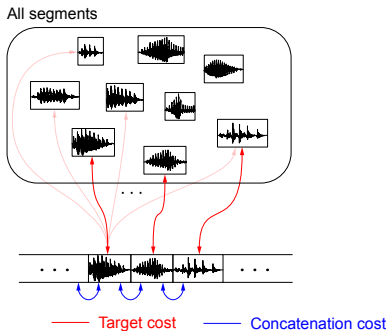 All segments
. . .
. . .
. . .
Target cost
Concatenation cost